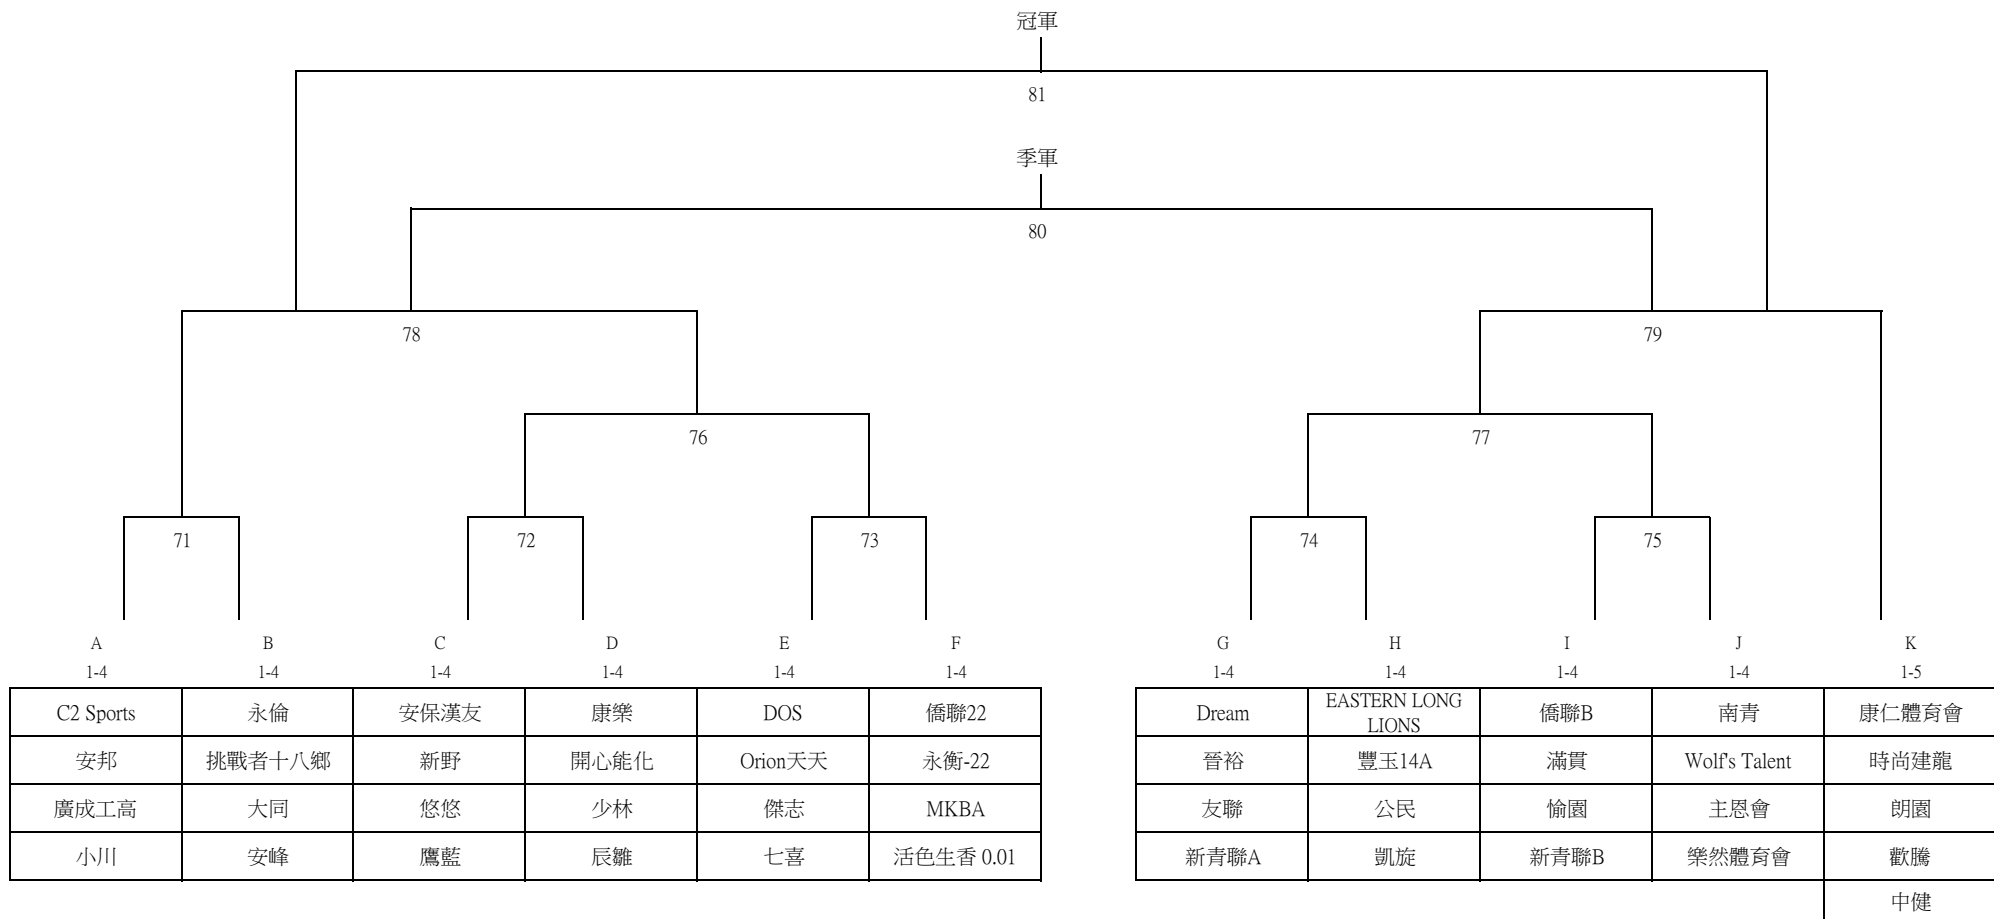 冠軍
81
季軍
80
78
79
76
77
71
72
73
74
75
A B C D E F G H I J K
1-4 1-4 1-4 1-4 1-4 1-4 1-4 1-4 1-4 1-4 1-5
C2 Sports 永倫 安保漢友 康樂 DOS 僑聯22 Dream EASTERN LONG LIONS 僑聯B 南青 康仁體育會
安邦 挑戰者十八鄉 新野 開心能化 Orion天天 永衡-22 晉裕 豐玉14A 滿貫 Wolf's Talent 時尚建龍
廣成工高 大同 悠悠 少林 傑志 MKBA 友聯 公民 愉園 主恩會 朗園
小川 安峰 鷹藍 辰雛 七喜 活色生香 0.01 新青聯A 凱旋 新青聯B 樂然體育會 歡騰
中健